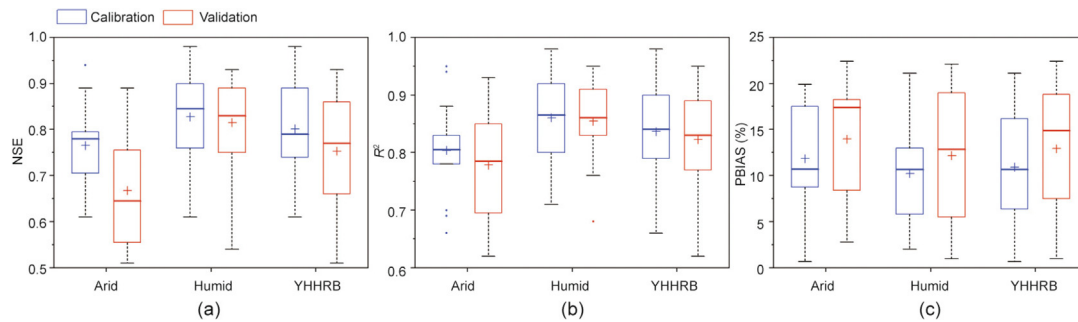 Calibration Validation
NSE
1.0
0.9
0.8
0.7
0.6
0.5
Arid Humid YHHRB
(a)
R²
1.0
0.9
0.8
0.7
0.6
Arid Humid YHHRB
(b)
PBIAS (%)
25
20
15
10
5
0
Arid Humid YHHRB
(c)